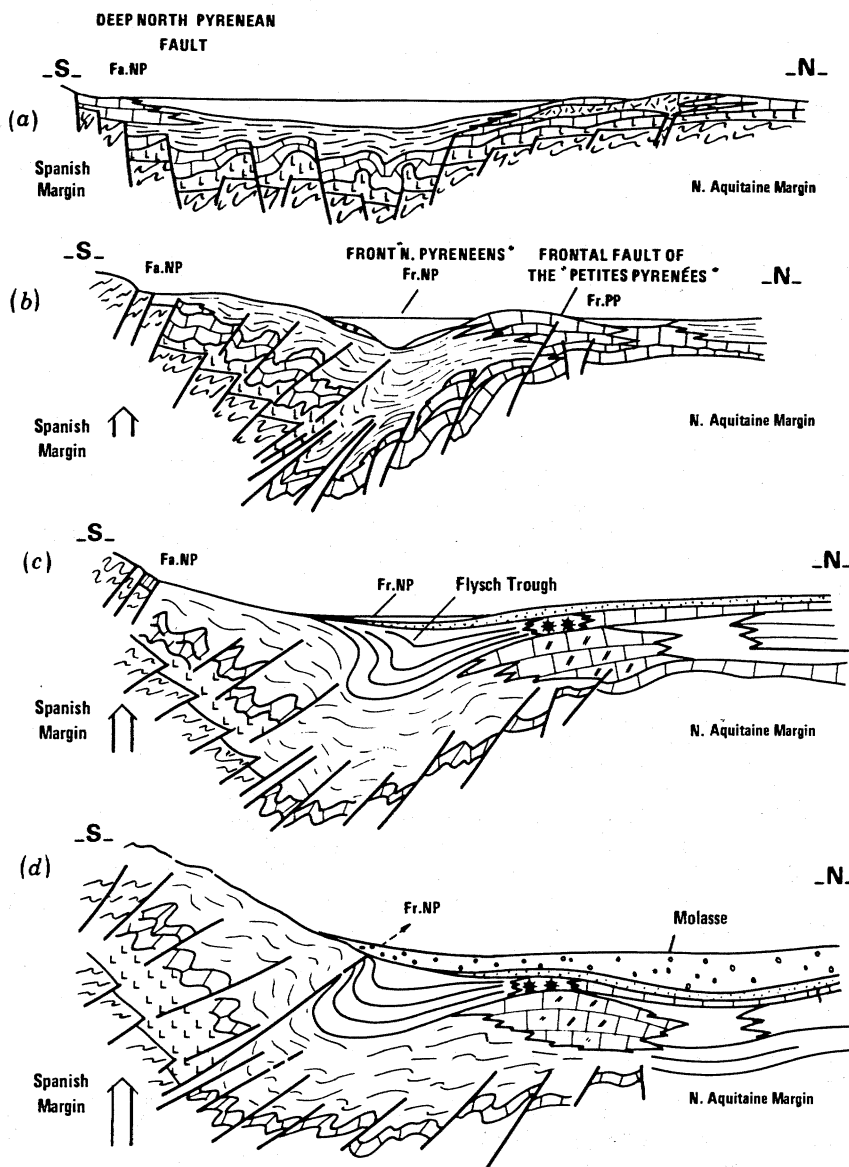 DEEP NORTH PYRENEAN
FAULT
_S_ Fa.NP _N_
(a)
Spanish
Margin
N. Aquitaine Margin
_S_ Fa.NP FRONT "N. PYRENEENS" FRONTAL FAULT OF _N_
THE "PETITES PYRENÉES"
(b) Fr.NP Fr.PP
Spanish
Margin
N. Aquitaine Margin
_S_ _N_
(c) Fa.NP Fr.NP Flysch Trough
Spanish
Margin
N. Aquitaine Margin
_S_
(d) _N_
Fr.NP Molasse
Spanish
Margin
N. Aquitaine Margin